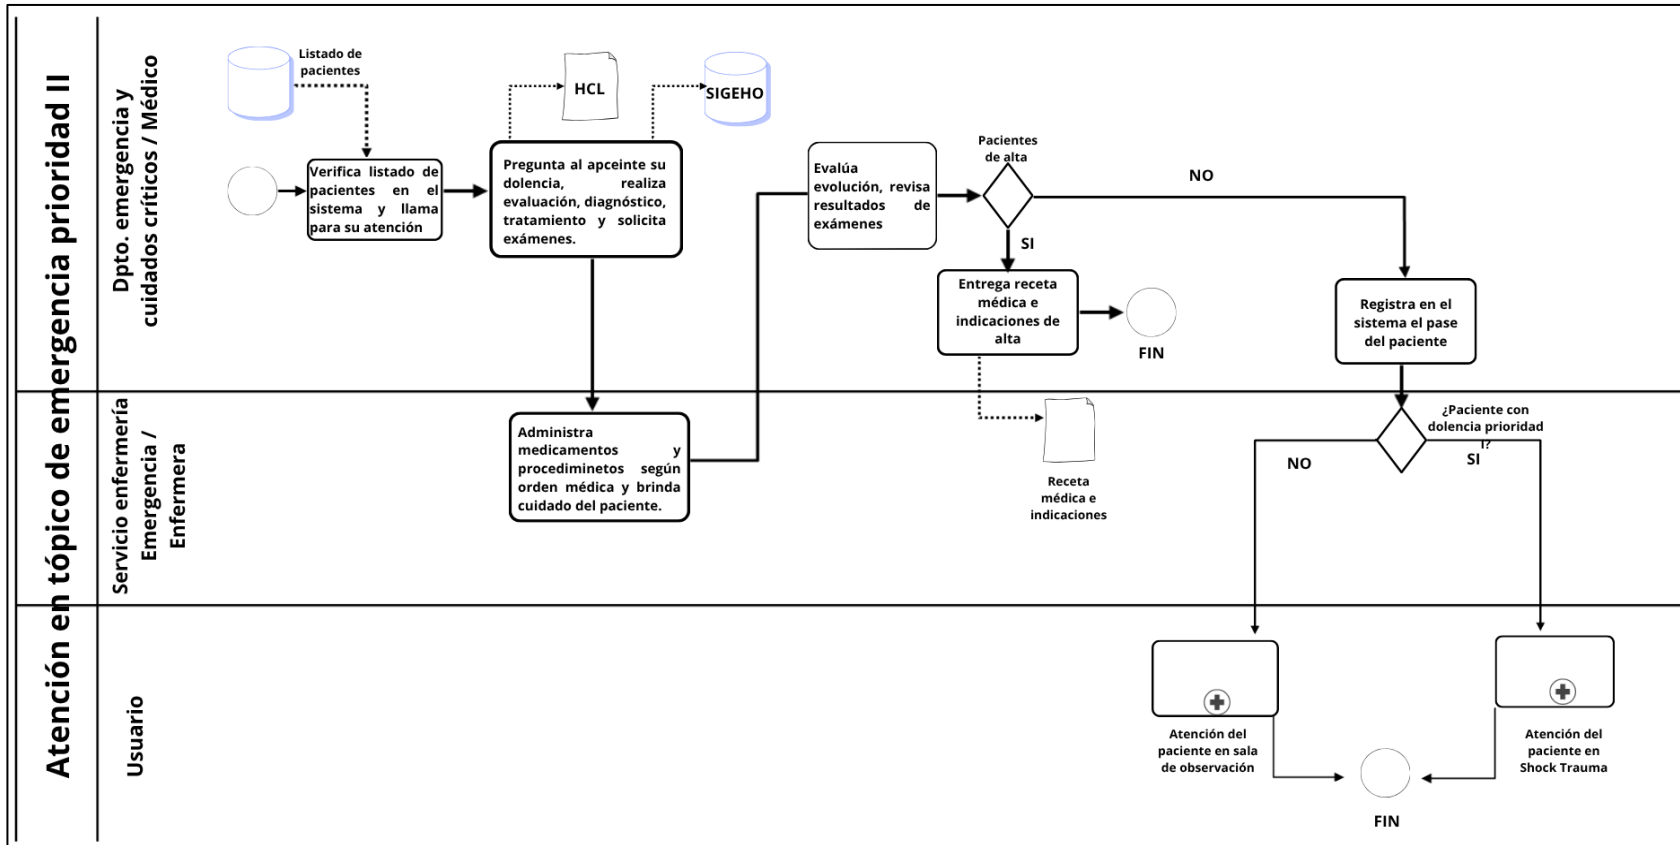 Atención en tópico de emergencia prioridad II
Dpto. emergencia y
cuidados críticos / Médico
Listado de
pacientes
Verifica listado de
pacientes en el
sistema y llama
para su atención
HCL
SIGEHO
Pregunta al apceinte su
dolencia, realiza
evaluación, diagnóstico,
tratamiento y solicita
exámenes.
Evalúa
evolución, revisa
resultados de
exámenes
Pacientes
de alta
NO
SI
Entrega receta
médica e
indicaciones de
alta
FIN
Registra en el
sistema el pase
del paciente
Servicio enfermería
Emergencia /
Enfermera
Administra
medicamentos y
procediminetos según
orden médica y brinda
cuidado del paciente.
Receta
médica e
indicaciones
¿Paciente con
dolencia prioridad
I?
NO
SI
Usuario
Atención del
paciente en sala
de observación
Atención del
paciente en
Shock Trauma
FIN